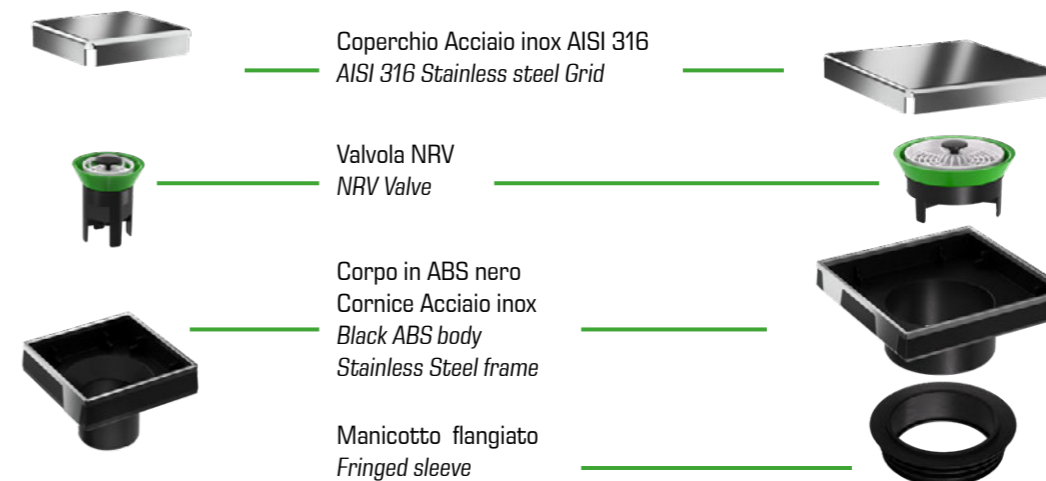 Coperchio Acciaio inox AISI 316
AISI 316 Stainless steel Grid
Valvola NRV
NRV Valve
Corpo in ABS nero
Cornice Acciaio inox
Black ABS body
Stainless Steel frame
Manicotto flangiato
Fringed sleeve